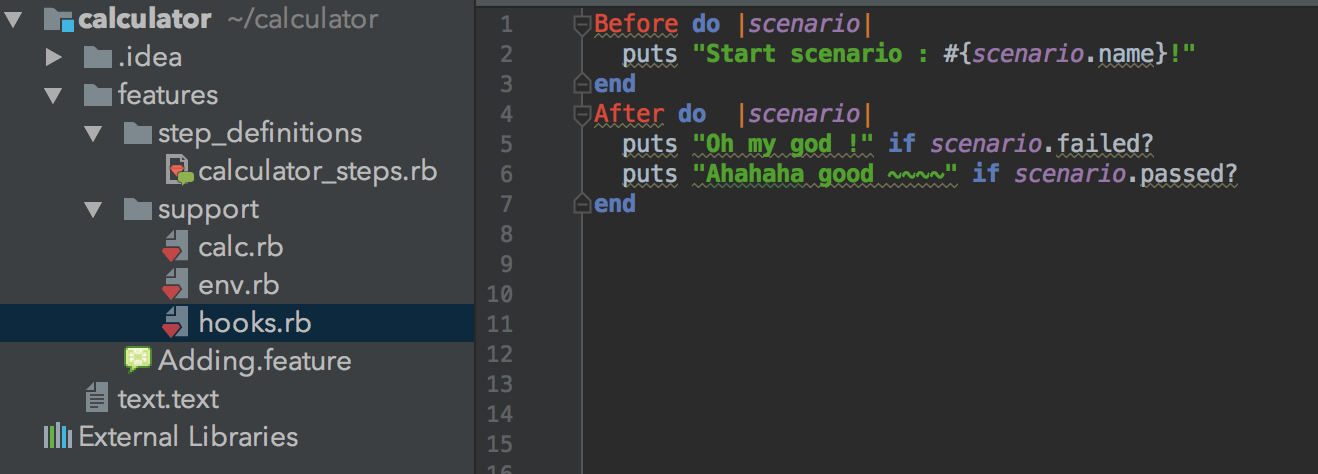 calculator ~/calculator
.idea
features
step_definitions
calculator_steps.rb
support
calc.rb
env.rb
hooks.rb
Adding.feature
text.text
External Libraries
1 Before do |scenario|
2 puts "Start scenario : #{scenario.name}!"
3 end
4 After do  |scenario|
5 puts "Oh my god !" if scenario.failed?
6 puts "Ahahaha good ~~~~" if scenario.passed?
7 end
8
9
10
11
12
13
14
15
16